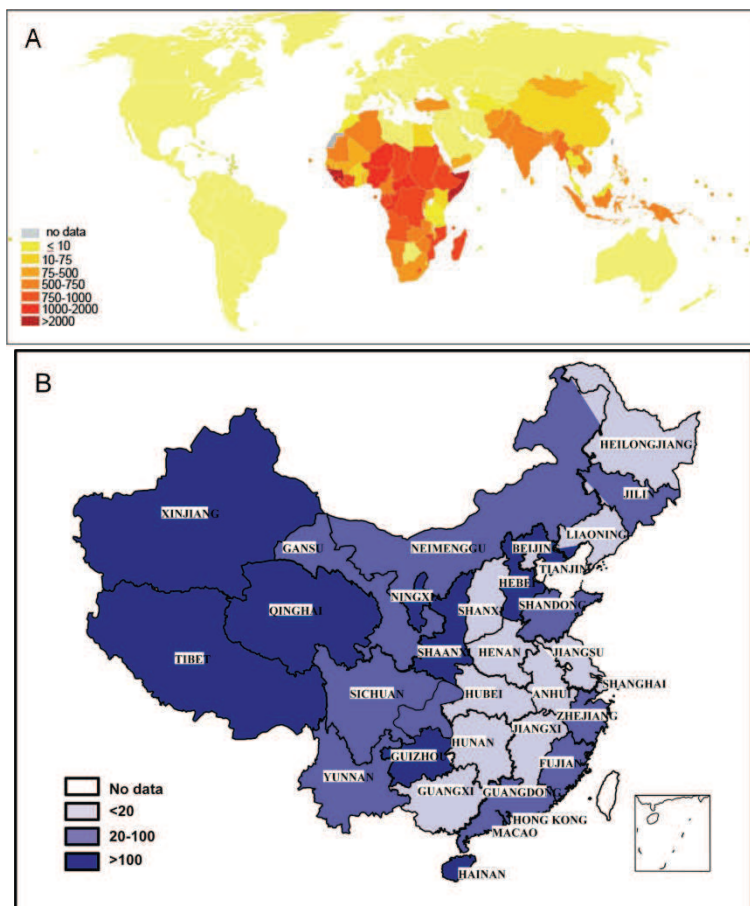 A
no data
≤ 10
10-75
75-500
500-750
750-1000
1000-2000
>2000
B
HEILONGJIANG
JILIN
XINJIANG
LIAONING
GANSU
NEIMENGGU
BEIJING
TIANJIN
HEBEI
NINGXI
QINGHAI
SHANXI
SHANDONG
SHAANXI
HENAN
JIANGSU
TIBET
SHANGHAI
SICHUAN
HUBEI
ANHUI
ZHEJIANG
JIANGXI
HUNAN
GUIZHOU
FUJIAN
YUNNAN
GUANGXI
GUANGDONG
HONG KONG
MACAO
HAINAN
No data
<20
20-100
>100